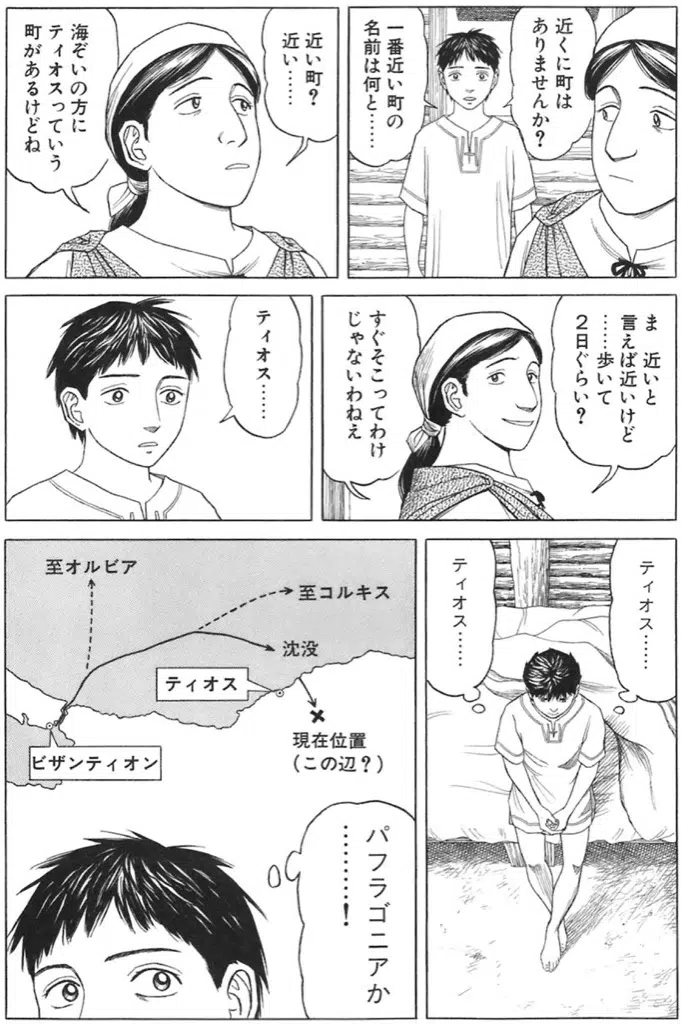 近くに町は
ありませんか?
一番近い町の
名前は何と……
近い町?
近い……
海ぞいの方に
ティオスっていう
町があるけどね
ま 近いと
言えば近いけど
……歩いて
2日ぐらい?
すぐそこってわけ
じゃないわねえ
ティオス……
ティオス……
ティオス……
至オルビア
至コルキス
沈没
ティオス
ビザンティオン
現在位置
(この辺?)
パフラゴニアか
………!